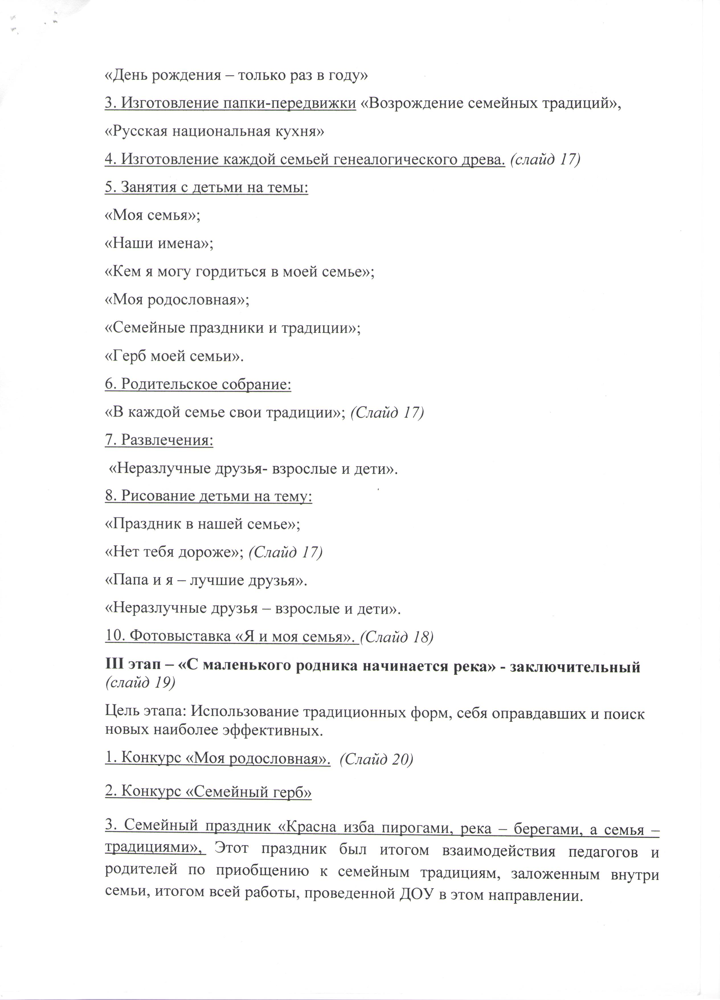 «День рождения – только раз в году»
3. Изготовление папки-передвижки «Возрождение семейных традиций»,
«Русская национальная кухня»
4. Изготовление каждой семьей генеалогического древа. (слайд 17)
5. Занятия с детьми на темы:
«Моя семья»;
«Наши имена»;
«Кем я могу гордиться в моей семье»;
«Моя родословная»;
«Семейные праздники и традиции»;
«Герб моей семьи».
6. Родительское собрание:
«В каждой семье свои традиции»; (Слайд 17)
7. Развлечения:
«Неразлучные друзья- взрослые и дети».
8. Рисование детьми на тему:
«Праздник в нашей семье»;
«Нет тебя дороже»; (Слайд 17)
«Папа и я – лучшие друзья».
«Неразлучные друзья – взрослые и дети».
10. Фотовыставка «Я и моя семья». (Слайд 18)
III этап – «С маленького родника начинается река» - заключительный
(слайд 19)
Цель этапа: Использование традиционных форм, себя оправдавших и поиск
новых наиболее эффективных.
1. Конкурс «Моя родословная». (Слайд 20)
2. Конкурс «Семейный герб»
3. Семейный праздник «Красна изба пирогами, река – берегами, а семья –
традициями», Этот праздник был итогом взаимодействия педагогов и
родителей по приобщению к семейным традициям, заложенным внутри
семьи, итогом всей работы, проведенной ДОУ в этом направлении.